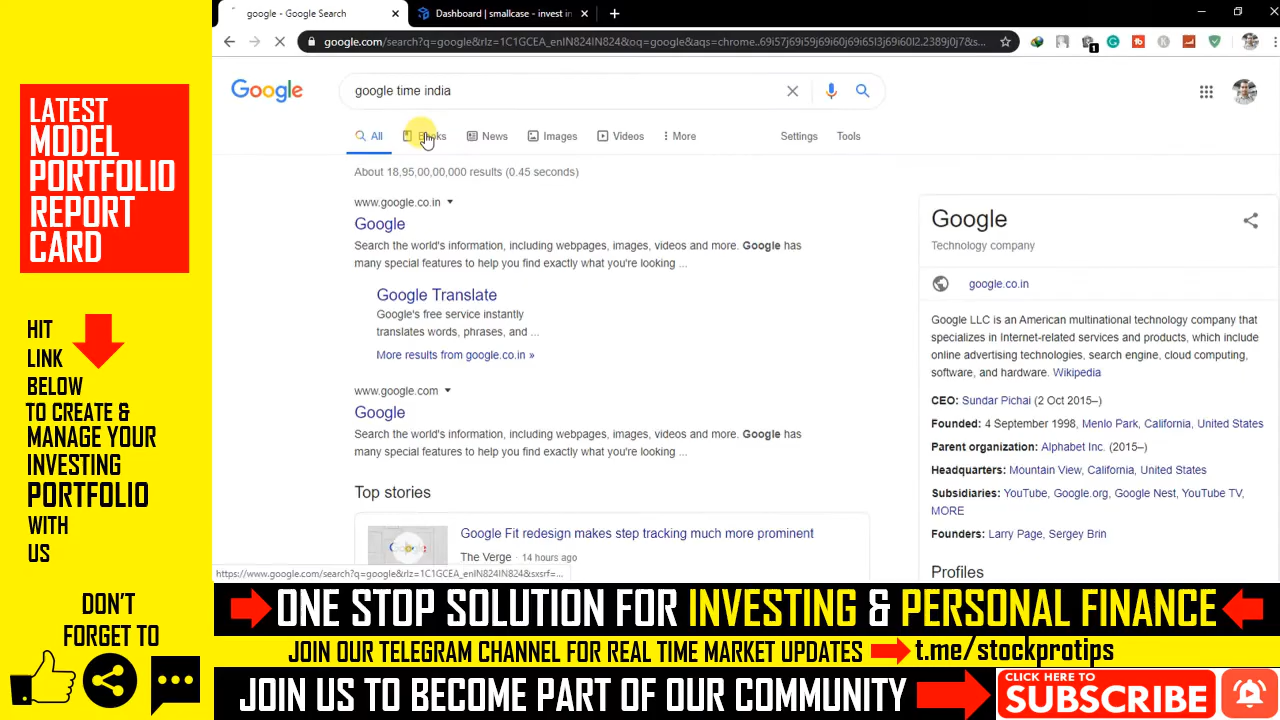 google - Google Search
Dashboard | smallcase - invest in
google.com/search?q=google&rlz=1C1GCEA_enIN824IN824&oq=google&aqs=chrome..69i57j69i59j69i60j69i65l3j69i60l2.2389j0j7&s...
Google
google time india
All
Books
News
Images
Videos
More
Settings
Tools
About 18,95,00,00,000 results (0.45 seconds)
www.google.co.in
Google
Search the world's information, including webpages, images, videos and more. Google has
many special features to help you find exactly what you're looking ...
Google Translate
Google's free service instantly
translates words, phrases, and ...
More results from google.co.in »
www.google.com
Google
Search the world's information, including webpages, images, videos and more. Google has
many special features to help you find exactly what you're looking ...
Top stories
Google Fit redesign makes step tracking much more prominent
The Verge · 14 hours ago
https://www.google.com/search?q=google&rlz=1C1GCEA_enIN824IN824&sxsrf=...
Google
Technology company
google.co.in
Google LLC is an American multinational technology company that
specializes in Internet-related services and products, which include
online advertising technologies, search engine, cloud computing,
software, and hardware. Wikipedia
CEO: Sundar Pichai (2 Oct 2015–)
Founded: 4 September 1998, Menlo Park, California, United States
Parent organization: Alphabet Inc. (2015–)
Headquarters: Mountain View, California, United States
Subsidiaries: YouTube, Google.org, Google Nest, YouTube TV,
MORE
Founders: Larry Page, Sergey Brin
Profiles
LATEST
MODEL
PORTFOLIO
REPORT
CARD
HIT
LINK
BELOW
TO CREATE &
MANAGE YOUR
INVESTING
PORTFOLIO
WITH
US
DON'T
FORGET TO
ONE STOP SOLUTION FOR INVESTING & PERSONAL FINANCE
JOIN OUR TELEGRAM CHANNEL FOR REAL TIME MARKET UPDATES t.me/stockprotips
JOIN US TO BECOME PART OF OUR COMMUNITY
CLICK HERE TO
SUBSCRIBE